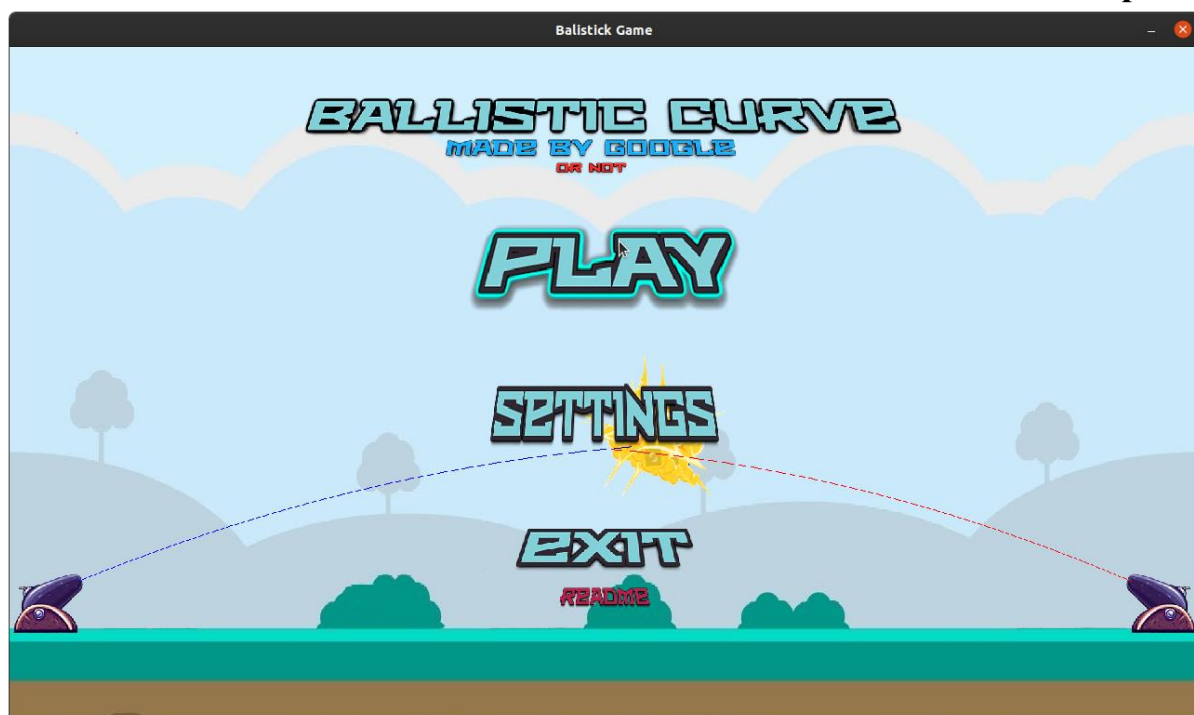 Balistick Game
BALLISTIC CURVE
MADE BY GOOGLE
OR NOT
PLAY
SETTINGS
EXIT
README